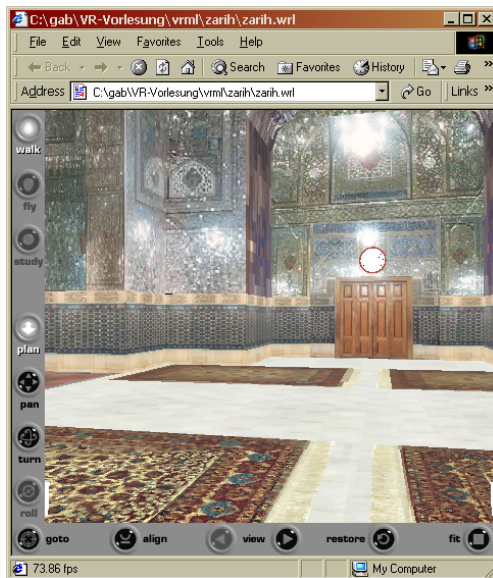 C:\gab\VR-Vorlesung\vrml\zarih\zarih.wrl
File Edit View Favorites Tools Help
Back Search Favorites History »
Address C:\gab\VR-Vorlesung\vrml\zarih\zarih.wrl Go Links »
walk
fly
study
plan
pan
turn
roll
goto align view restore fit
73.86 fps My Computer